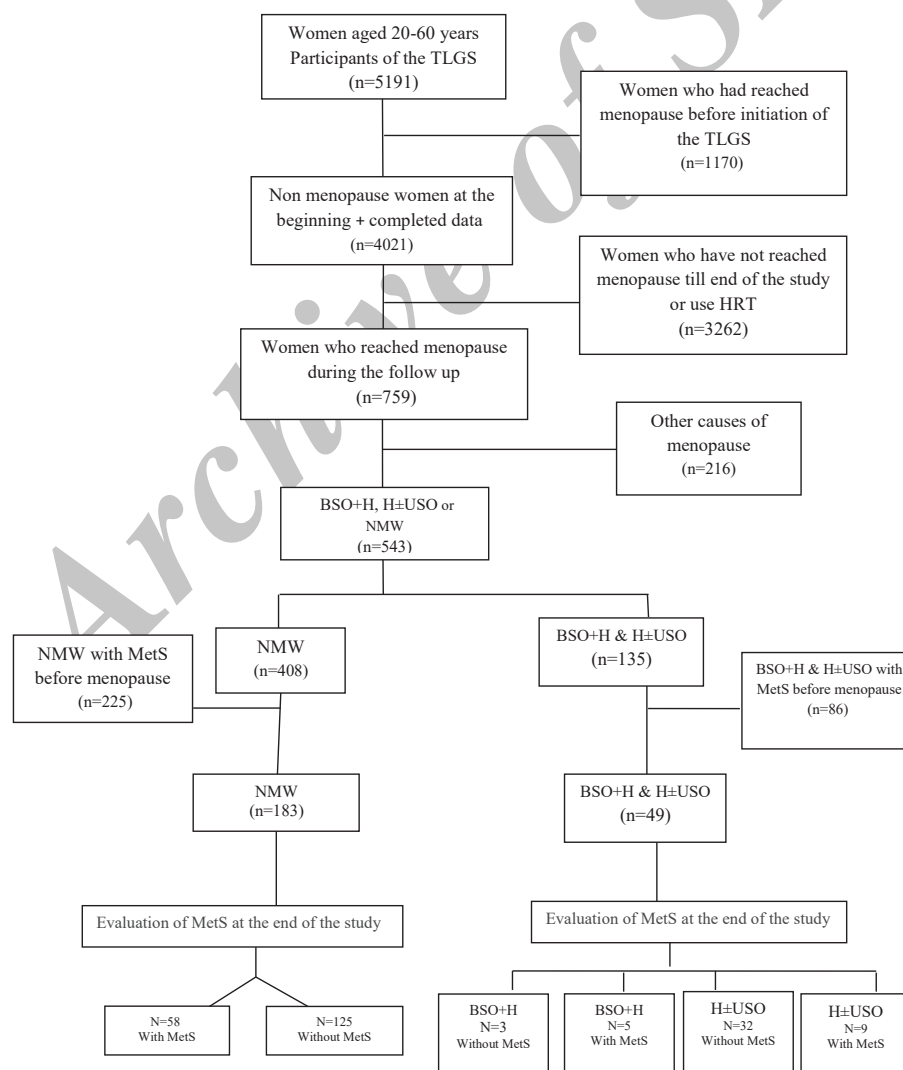 Women aged 20-60 years
Participants of the TLGS
(n=5191)
Women who had reached
menopause before initiation of
the TLGS
(n=1170)
Non menopause women at the
beginning + completed data
(n=4021)
Women who have not reached
menopause till end of the study
or use HRT
(n=3262)
Women who reached menopause
during the follow up
(n=759)
Other causes of
menopause
(n=216)
BSO+H, H±USO or
NMW
(n=543)
NMW with MetS
before menopause
(n=225)
NMW
(n=408)
BSO+H & H±USO
(n=135)
BSO+H & H±USO with
MetS before menopause
(n=86)
NMW
(n=183)
BSO+H & H±USO
(n=49)
Evaluation of MetS at the end of the study
Evaluation of MetS at the end of the study
N=58
With MetS
N=125
Without MetS
BSO+H
N=3
Without MetS
BSO+H
N=5
With MetS
H±USO
N=32
Without MetS
H±USO
N=9
With MetS
Archive of